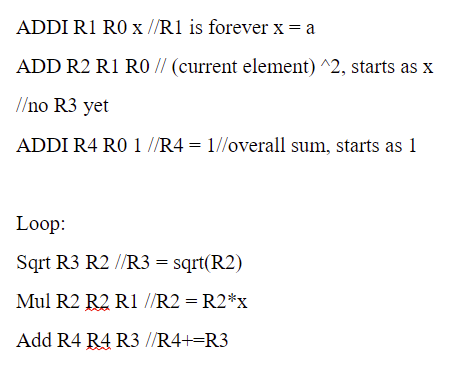 ADDI R1 R0 x //R1 is forever x = a
ADD R2 R1 R0 // (current element) ^2, starts as x
//no R3 yet
ADDI R4 R0 1 //R4 = 1//overall sum, starts as 1
Loop:
Sqrt R3 R2 //R3 = sqrt(R2)
Mul R2 R2 R1 //R2 = R2*x
Add R4 R4 R3 //R4+=R3